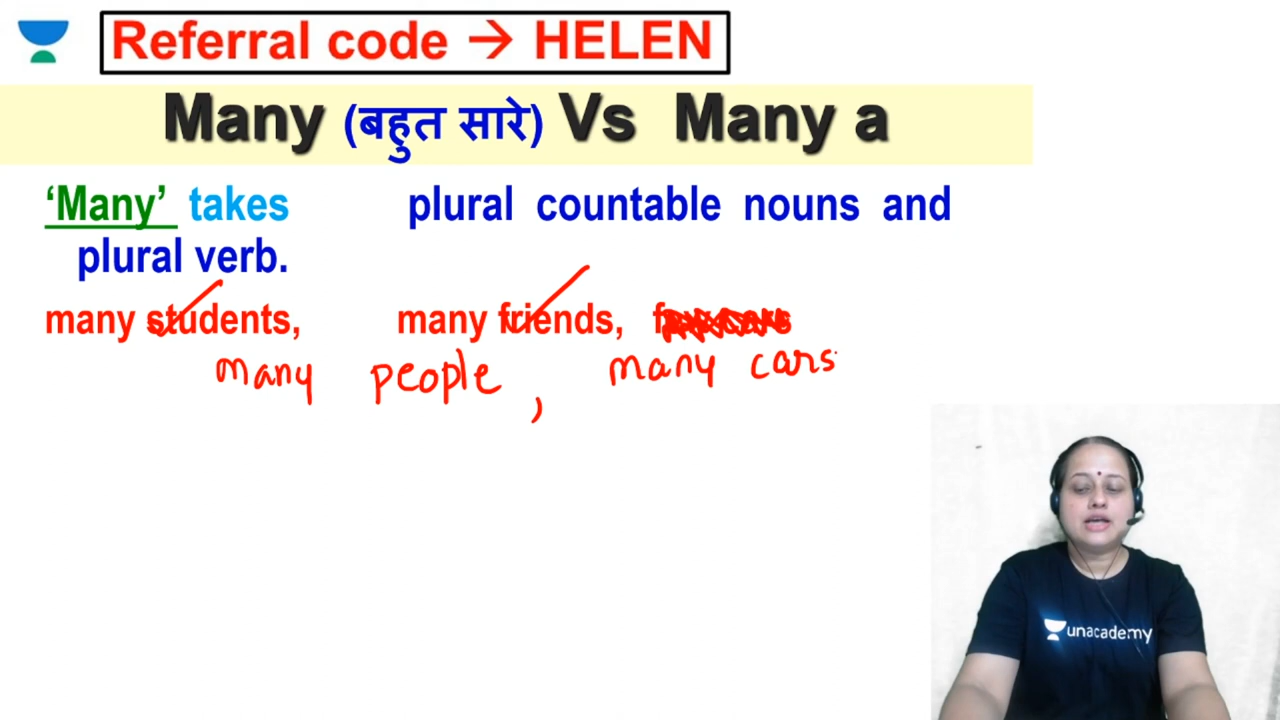 Referral code → HELEN
Many (बहुत सारे) Vs Many a
‘Many’ takes plural countable nouns and
plural verb.
many students, many friends,
many people, many cars
unacademy